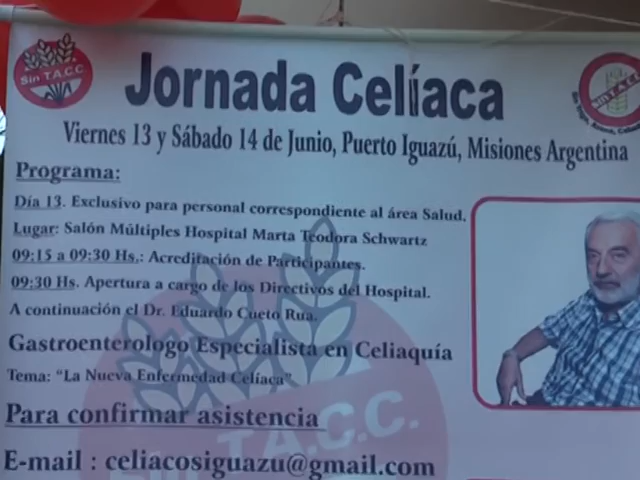 Sin T.A.C.C.
Jornada Celíaca
Viernes 13 y Sábado 14 de Junio, Puerto Iguazú, Misiones Argentina
Programa:
Día 13. Exclusivo para personal correspondiente al área Salud.
Lugar: Salón Múltiples Hospital Marta Teodora Schwartz
09:15 a 09:30 Hs.: Acreditación de Participantes.
09:30 Hs. Apertura a cargo de los Directivos del Hospital.
A continuación el Dr. Eduardo Cueto Rua.
Gastroenterologo Especialista en Celiaquía
Tema: “La Nueva Enfermedad Celíaca”
Para confirmar asistencia
E-mail : celiacosiguazu@gmail.com
Sin T.A.C.C.